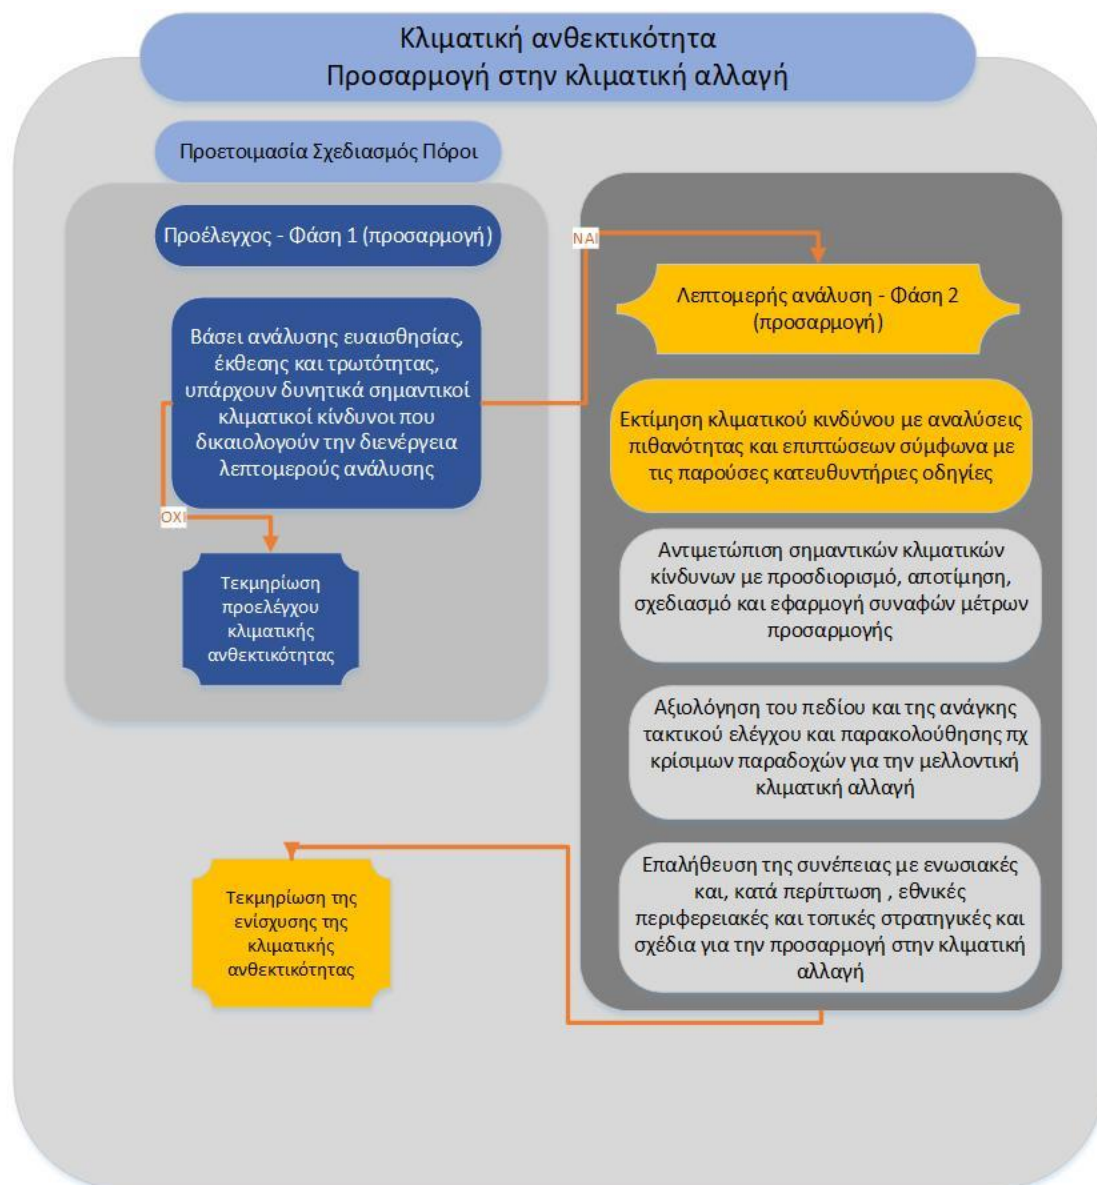 Κλιματική ανθεκτικότητα
Προσαρμογή στην κλιματική αλλαγή
Προετοιμασία Σχεδιασμός Πόροι
Προέλεγχος - Φάση 1 (προσαρμογή)
Βάσει ανάλυσης ευαισθησίας,
έκθεσης και τρωτότητας,
υπάρχουν δυνητικά σημαντικοί
κλιματικοί κίνδυνοι που
δικαιολογούν την διενέργεια
λεπτομερούς ανάλυσης
ΟΧΙ
Τεκμηρίωση
προελέγχου
κλιματικής
ανθεκτικότητας
ΝΑΙ
Λεπτομερής ανάλυση - Φάση 2
(προσαρμογή)
Εκτίμηση κλιματικού κινδύνου με αναλύσεις
πιθανότητας και επιπτώσεων σύμφωνα με
τις παρούσες κατευθυντήριες οδηγίες
Αντιμετώπιση σημαντικών κλιματικών
κίνδυνων με προσδιορισμό, αποτίμηση,
σχεδιασμό και εφαρμογή συναφών μέτρων
προσαρμογής
Αξιολόγηση του πεδίου και της ανάγκης
τακτικού ελέγχου και παρακολούθησης πχ
κρίσιμων παραδοχών για την μελλοντική
κλιματική αλλαγή
Επαλήθευση της συνέπειας με ενωσιακές
και, κατά περίπτωση , εθνικές
περιφερειακές και τοπικές στρατηγικές και
σχέδια για την προσαρμογή στην κλιματική
αλλαγή
Τεκμηρίωση της
ενίσχυσης της
κλιματικής
ανθεκτικότητας